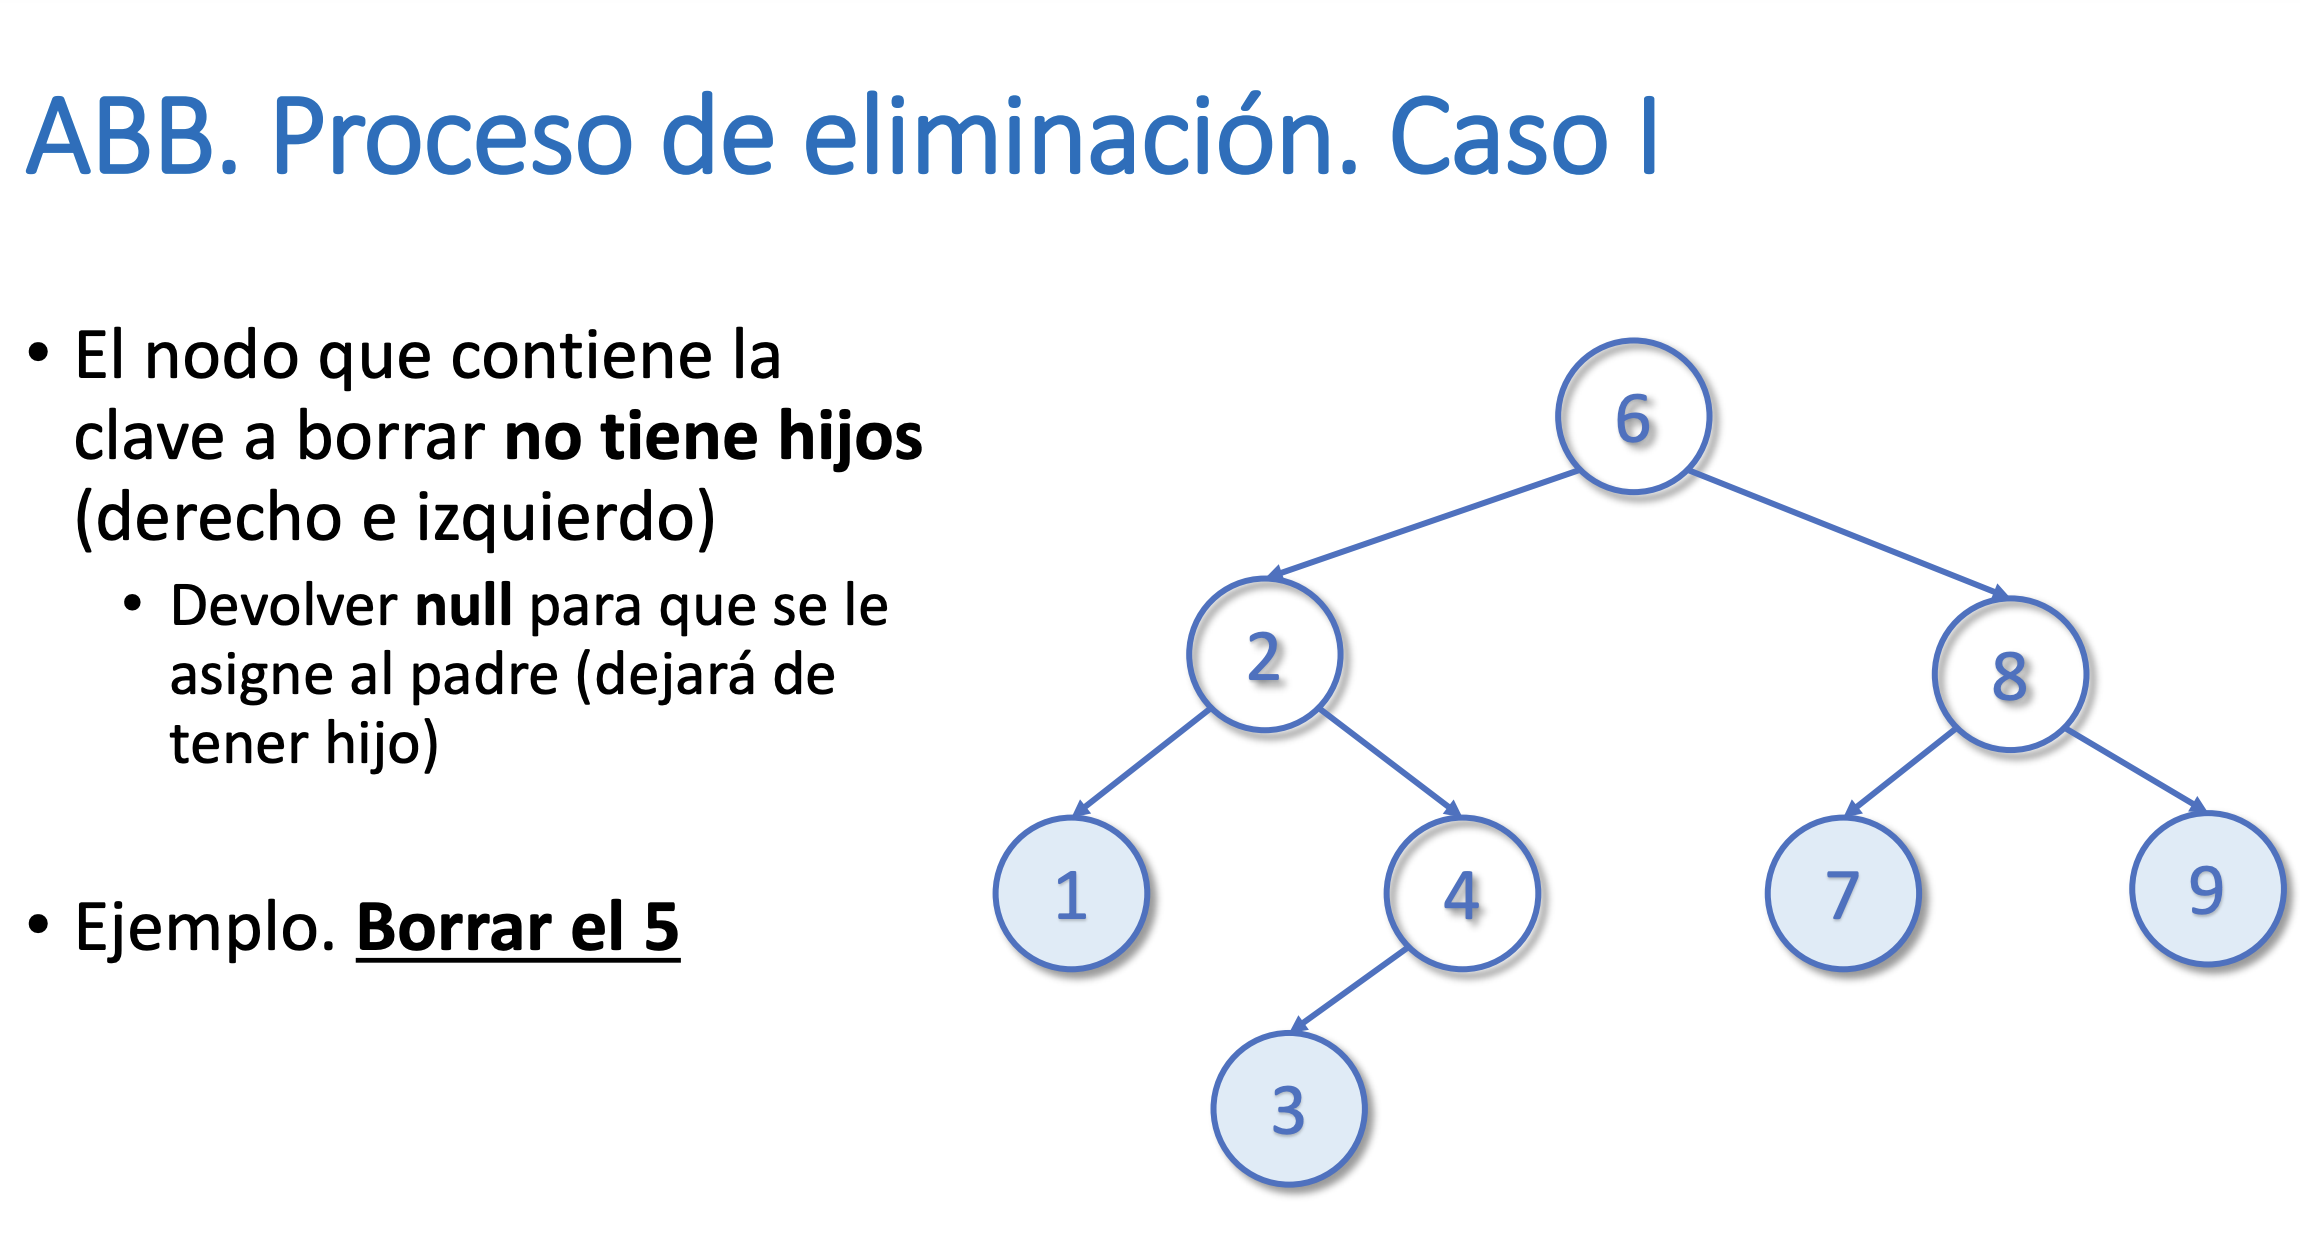 ABB. Proceso de eliminación. Caso I
• El nodo que contiene la
clave a borrar no tiene hijos
(derecho e izquierdo)
• Devolver null para que se le
asigne al padre (dejará de
tener hijo)
• Ejemplo. Borrar el 5
6
2
8
1
4
7
9
3